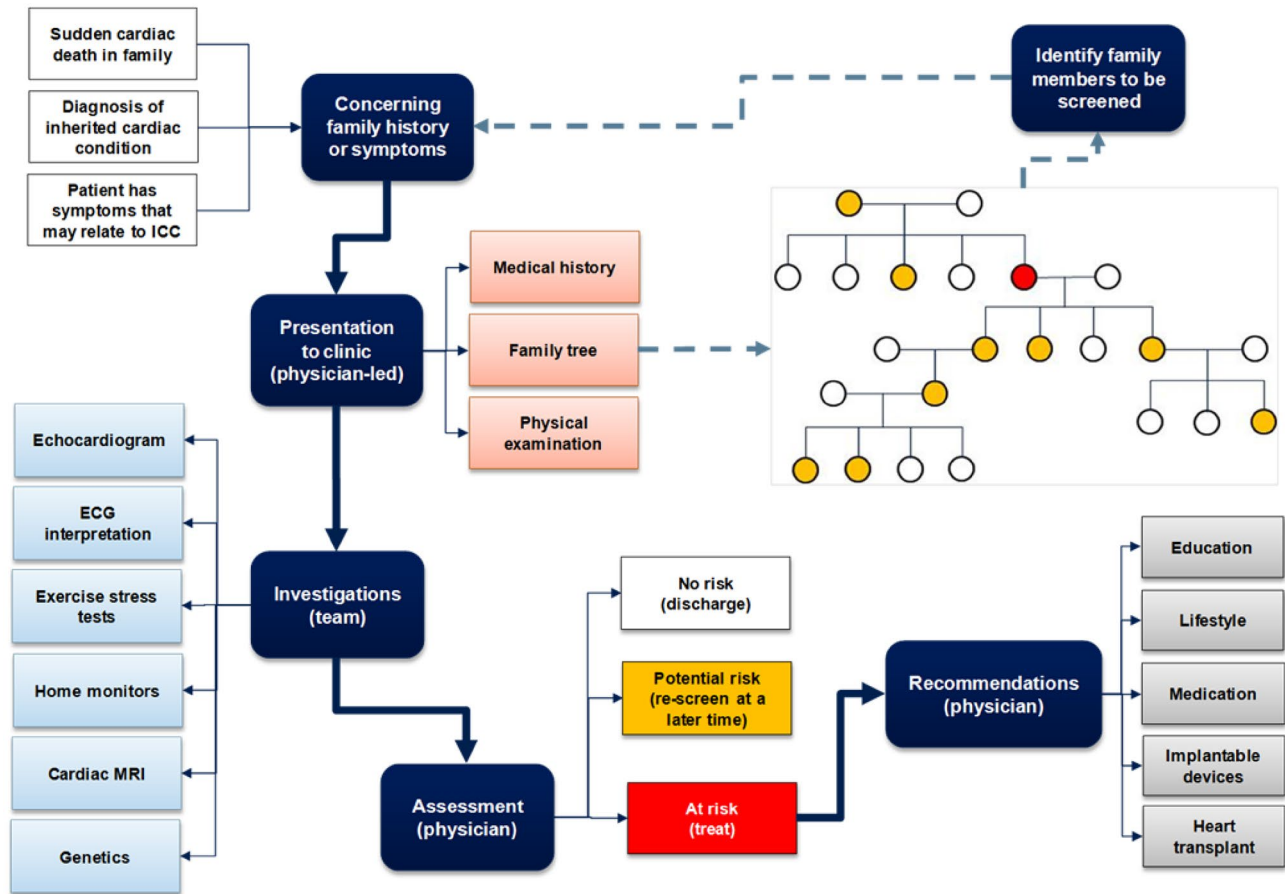 Sudden cardiac
death in family
Diagnosis of
inherited cardiac
condition
Patient has
symptoms that
may relate to ICC
Concerning
family history
or symptoms
Identify family
members to be
screened
Presentation
to clinic
(physician-led)
Medical history
Family tree
Physical
examination
Echocardiogram
ECG
interpretation
Exercise stress
tests
Home monitors
Cardiac MRI
Genetics
Investigations
(team)
Assessment
(physician)
No risk
(discharge)
Potential risk
(re-screen at a
later time)
At risk
(treat)
Recommendations
(physician)
Education
Lifestyle
Medication
Implantable
devices
Heart
transplant